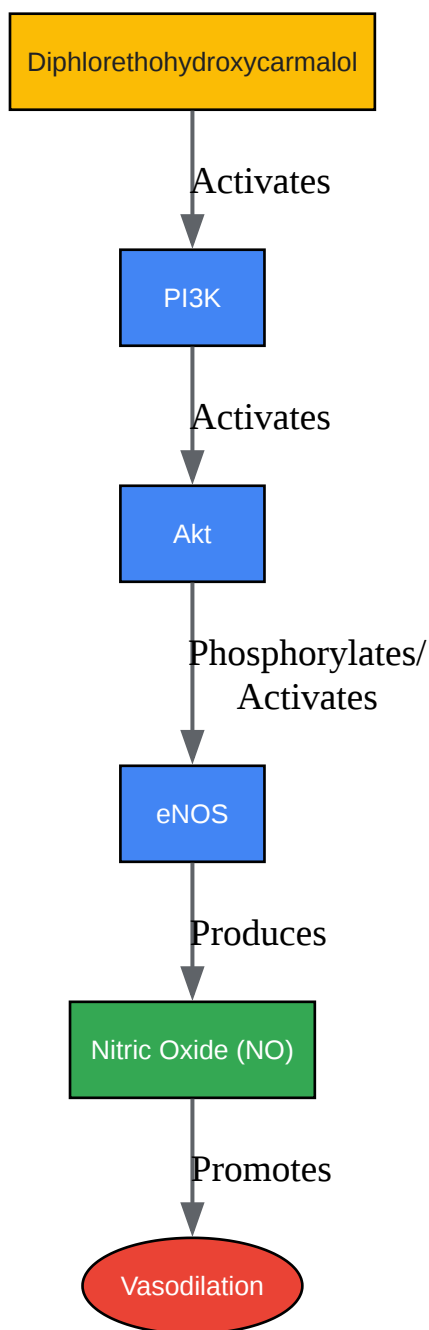 Diphlorethohydroxycarmalol
Activates
PI3K
Activates
Akt
Phosphorylates/
Activates
eNOS
Produces
Nitric Oxide (NO)
Promotes
Vasodilation